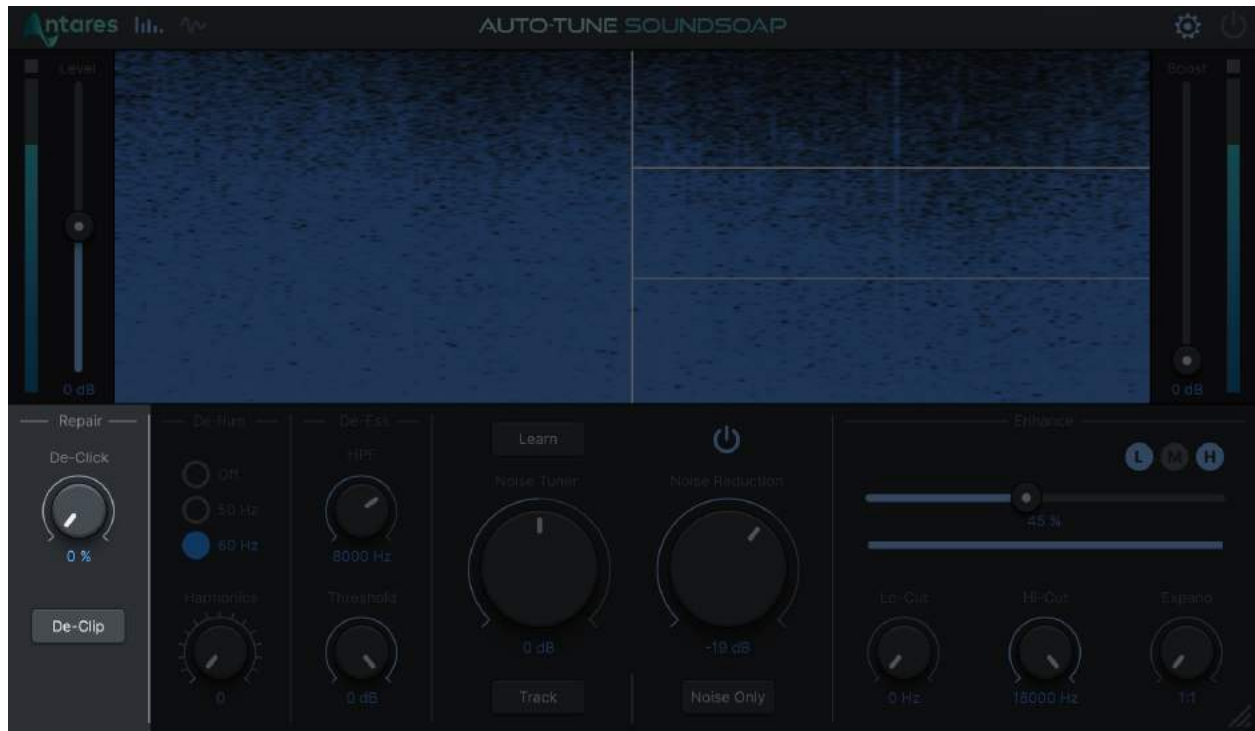 Antares
AUTO-TUNE SOUNDSOAP
Level
Boost
0 dB
0 dB
Repair
De-Click
0 %
De-Clip
De-Hum
Off
50 Hz
60 Hz
Harmonics
0
De-Ess
HPF
8000 Hz
Threshold
0 dB
Learn
Noise Tuner
0 dB
Track
Noise Reduction
-19 dB
Noise Only
Enhance
L M H
45 %
Lo-Cut
Hi-Cut
Expand
0 Hz
18000 Hz
1:1